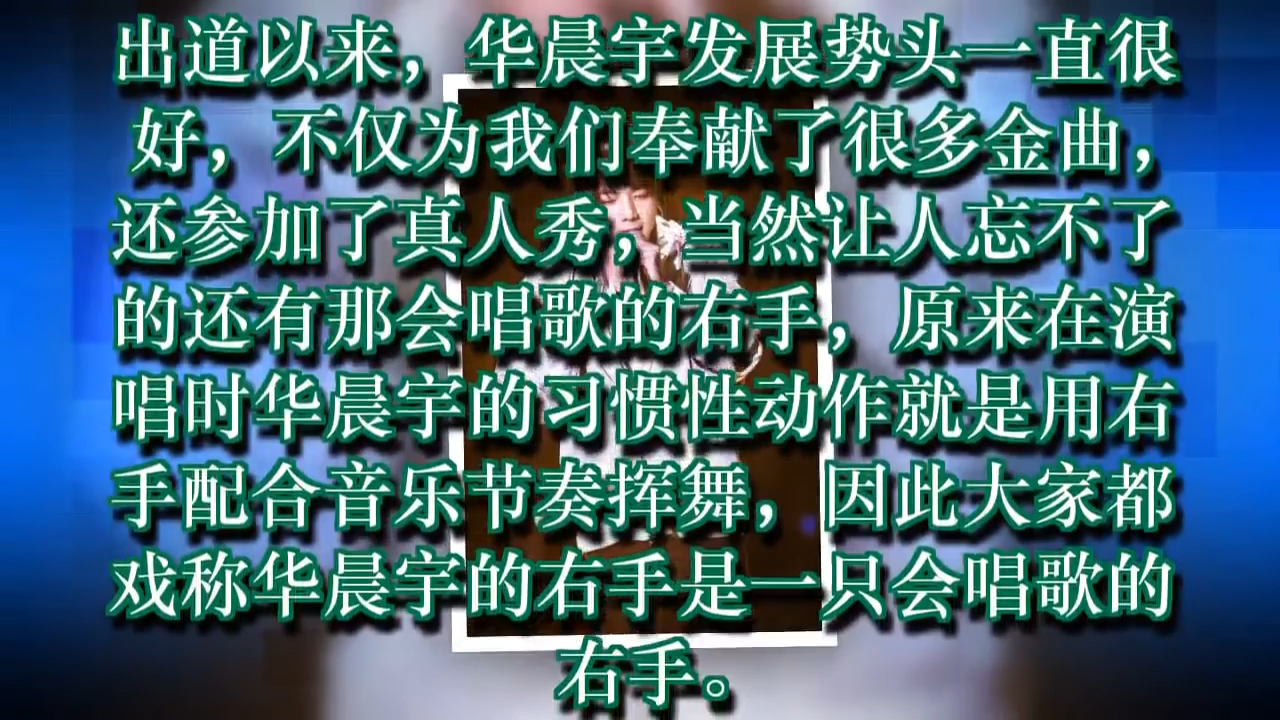 出道以来，华晨宇发展势头一直很
好，不仅为我们奉献了很多金曲，
还参加了真人秀，当然让人忘不了
的还有那会唱歌的右手，原来在演
唱时华晨宇的习惯性动作就是用右
手配合音乐节奏挥舞，因此大家都
戏称华晨宇的右手是一只会唱歌的
右手。